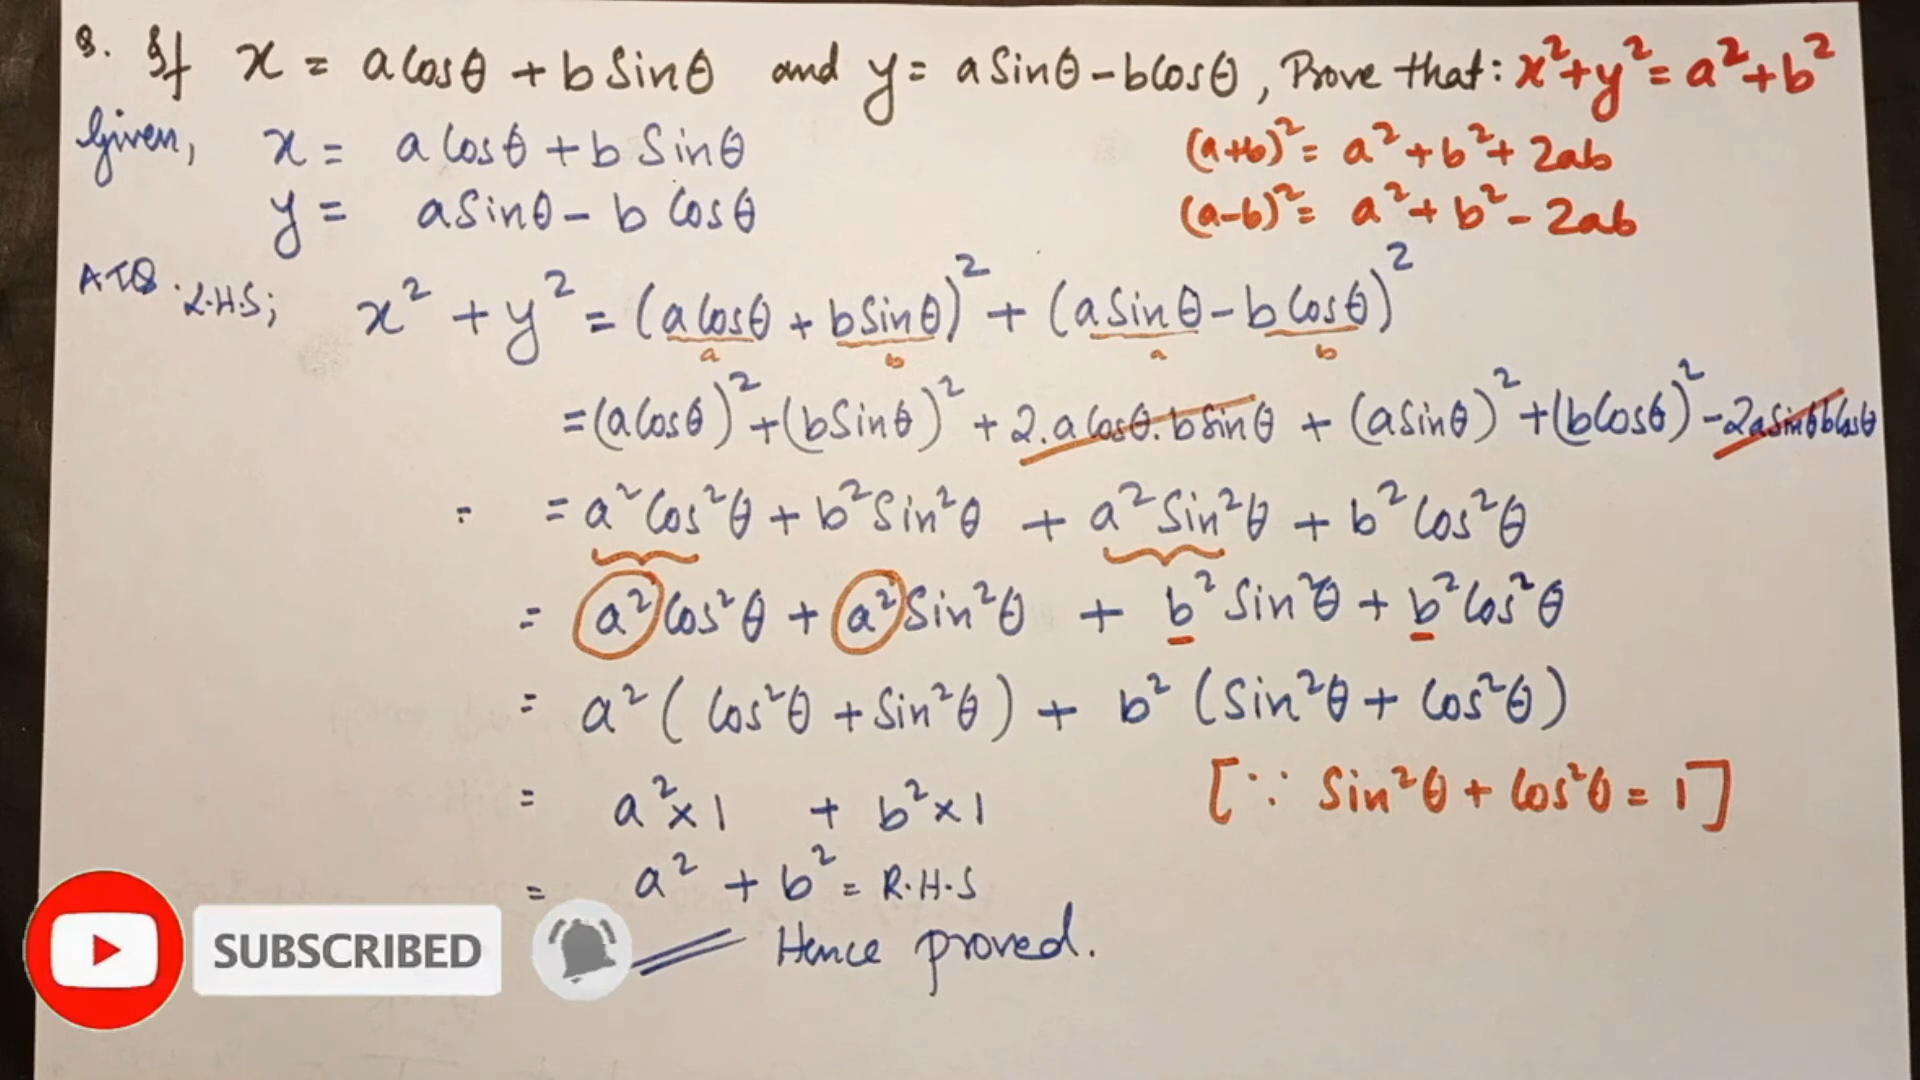 Q. If x = a Cosθ + b Sinθ and y = a Sinθ - b Cosθ, Prove that: x² + y² = a² + b²
Given, x = a Cosθ + b Sinθ
(a+b)² = a² + b² + 2ab
y = a Sinθ - b Cosθ
(a-b)² = a² + b² - 2ab
ATQ. L.H.S; x² + y² = (a Cosθ + b Sinθ)² + (a Sinθ - b Cosθ)²
a b a b
= (a Cosθ)² + (b Sinθ)² + 2. a Cosθ. b Sinθ + (a Sinθ)² + (b Cosθ)² - 2a Sinθ b Cosθ
= = a² Cos²θ + b² Sin²θ + a² Sin²θ + b² Cos²θ
= a² Cos²θ + a² Sin²θ + b² Sin²θ + b² Cos²θ
= a² (Cos²θ + Sin²θ) + b² (Sin²θ + Cos²θ)
= a² × 1 + b² × 1 [∵ Sin²θ + Cos²θ = 1]
= a² + b² = R.H.S
Hence proved.
SUBSCRIBED